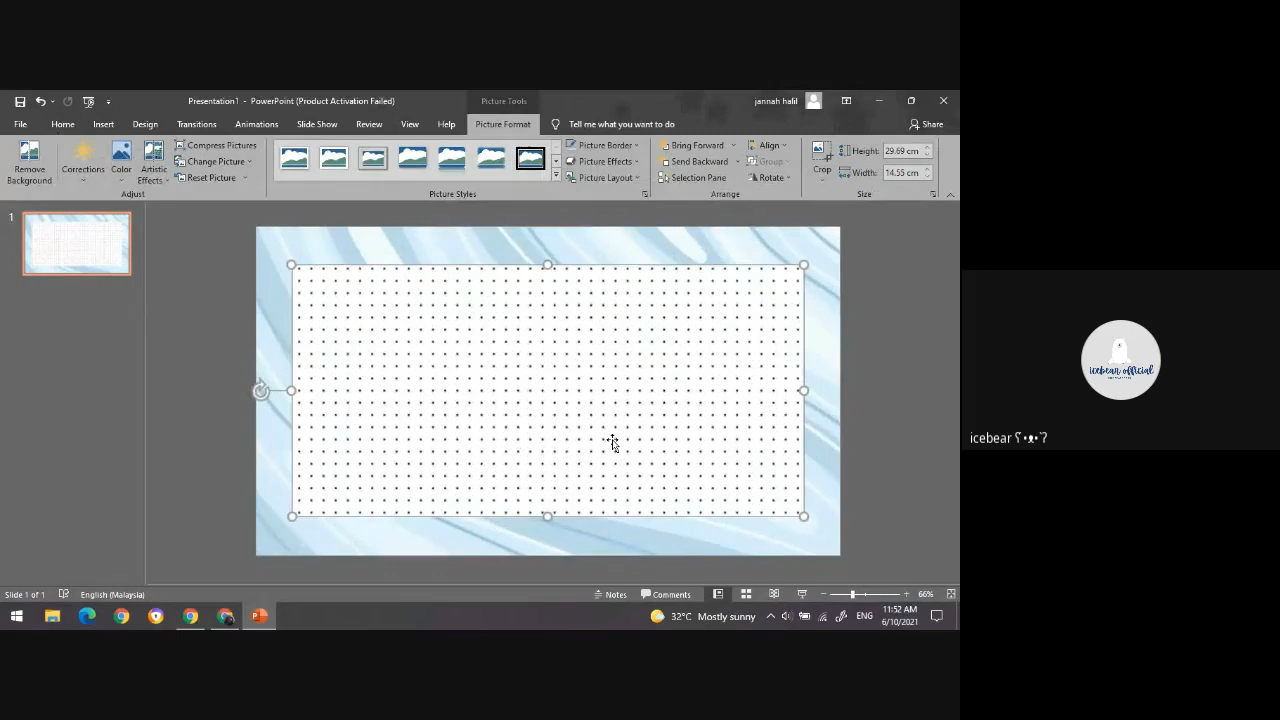 Presentation1 - PowerPoint (Product Activation Failed)
Picture Tools
jannah halil
File
Home
Insert
Design
Transitions
Animations
Slide Show
Review
View
Help
Picture Format
Tell me what you want to do
Share
Remove Background
Corrections
Color
Artistic Effects
Compress Pictures
Change Picture
Reset Picture
Picture Border
Picture Effects
Picture Layout
Bring Forward
Send Backward
Selection Pane
Align
Group
Rotate
Crop
Height: 29.69 cm
Width: 14.55 cm
Adjust
Picture Styles
Arrange
Size
1
icebear official
icebear ʕ•ᴥ•ʔ
Slide 1 of 1
English (Malaysia)
Notes
Comments
66%
32°C Mostly sunny
ENG
11:52 AM
6/10/2021